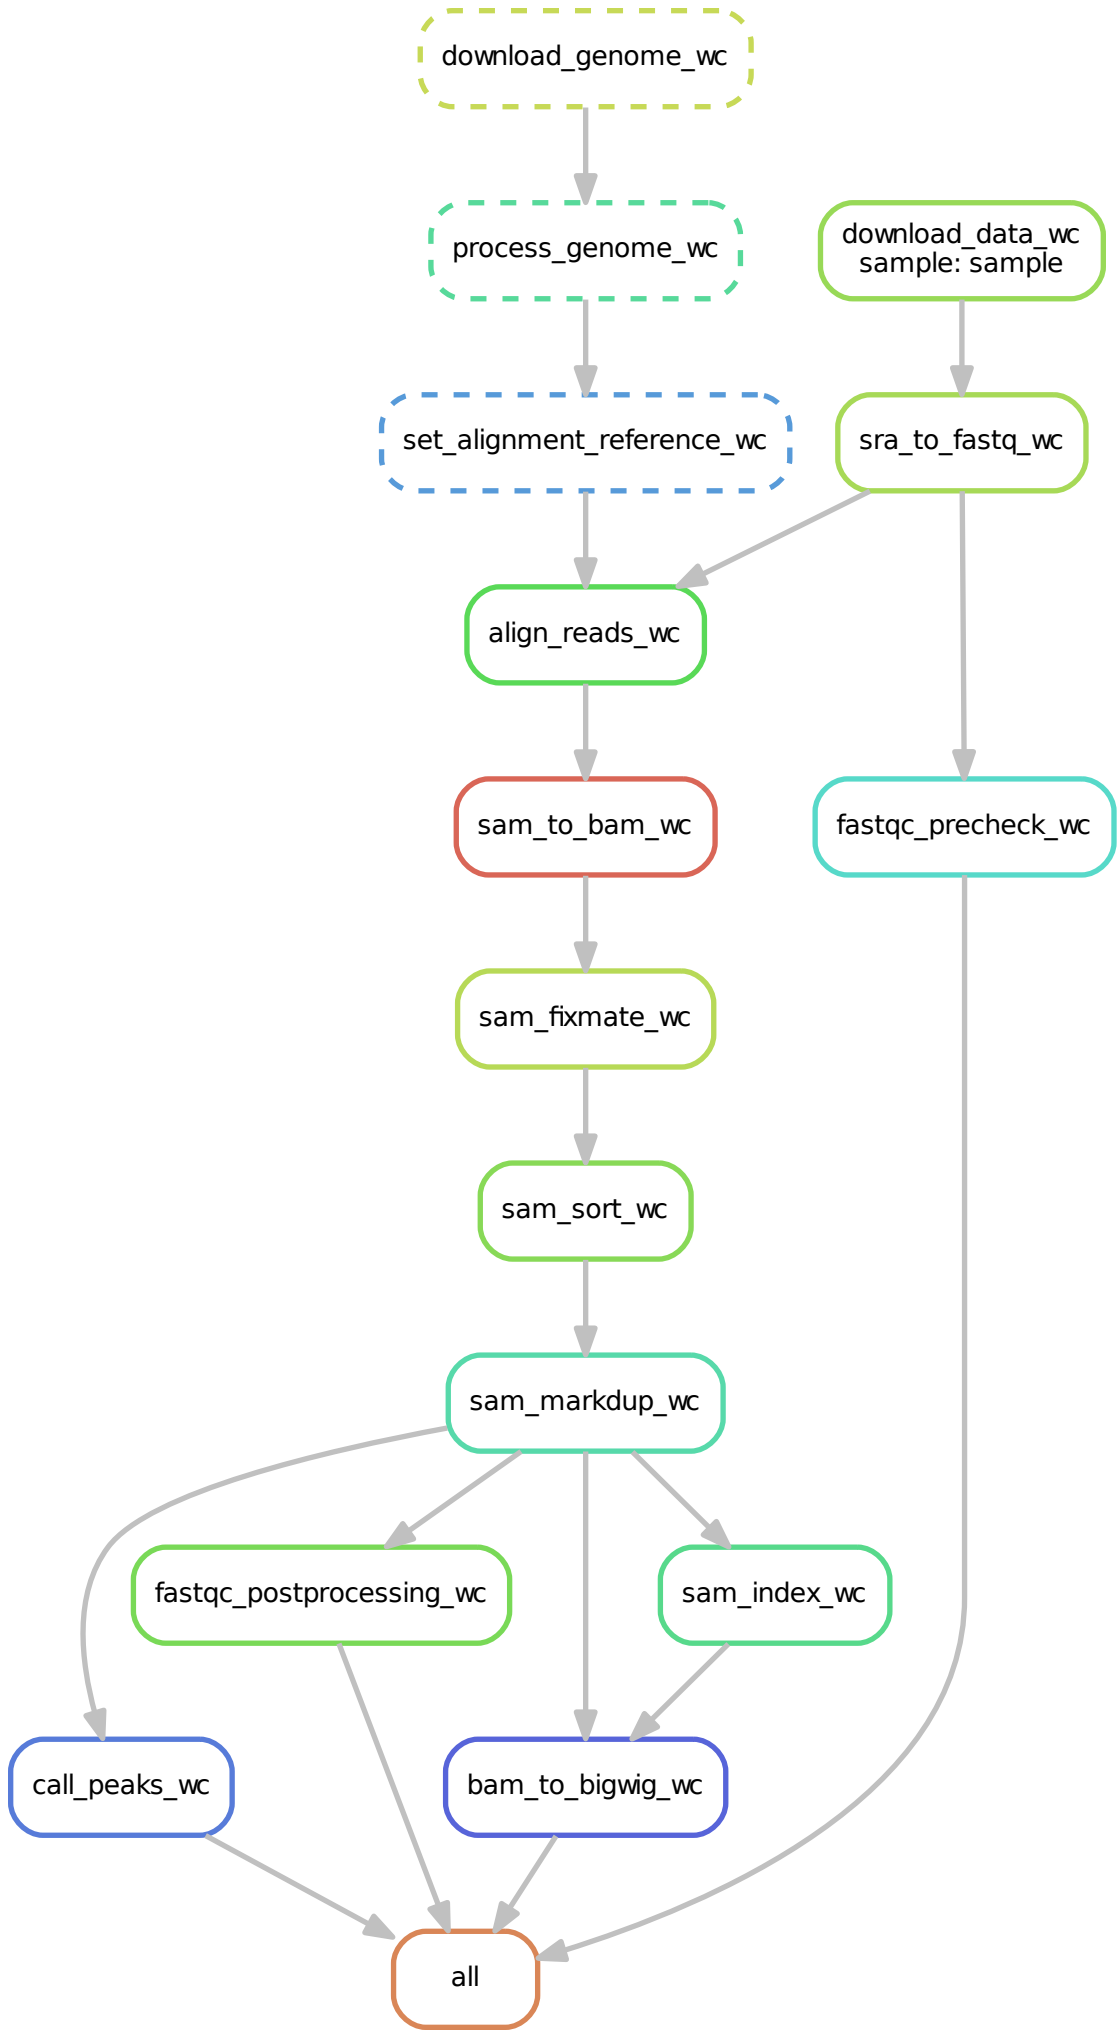 download_genome_wc
process_genome_wc
download_data_wc
sample: sample
set_alignment_reference_wc
sra_to_fastq_wc
align_reads_wc
sam_to_bam_wc
fastqc_precheck_wc
sam_fixmate_wc
sam_sort_wc
sam_markdup_wc
fastqc_postprocessing_wc
sam_index_wc
call_peaks_wc
bam_to_bigwig_wc
all